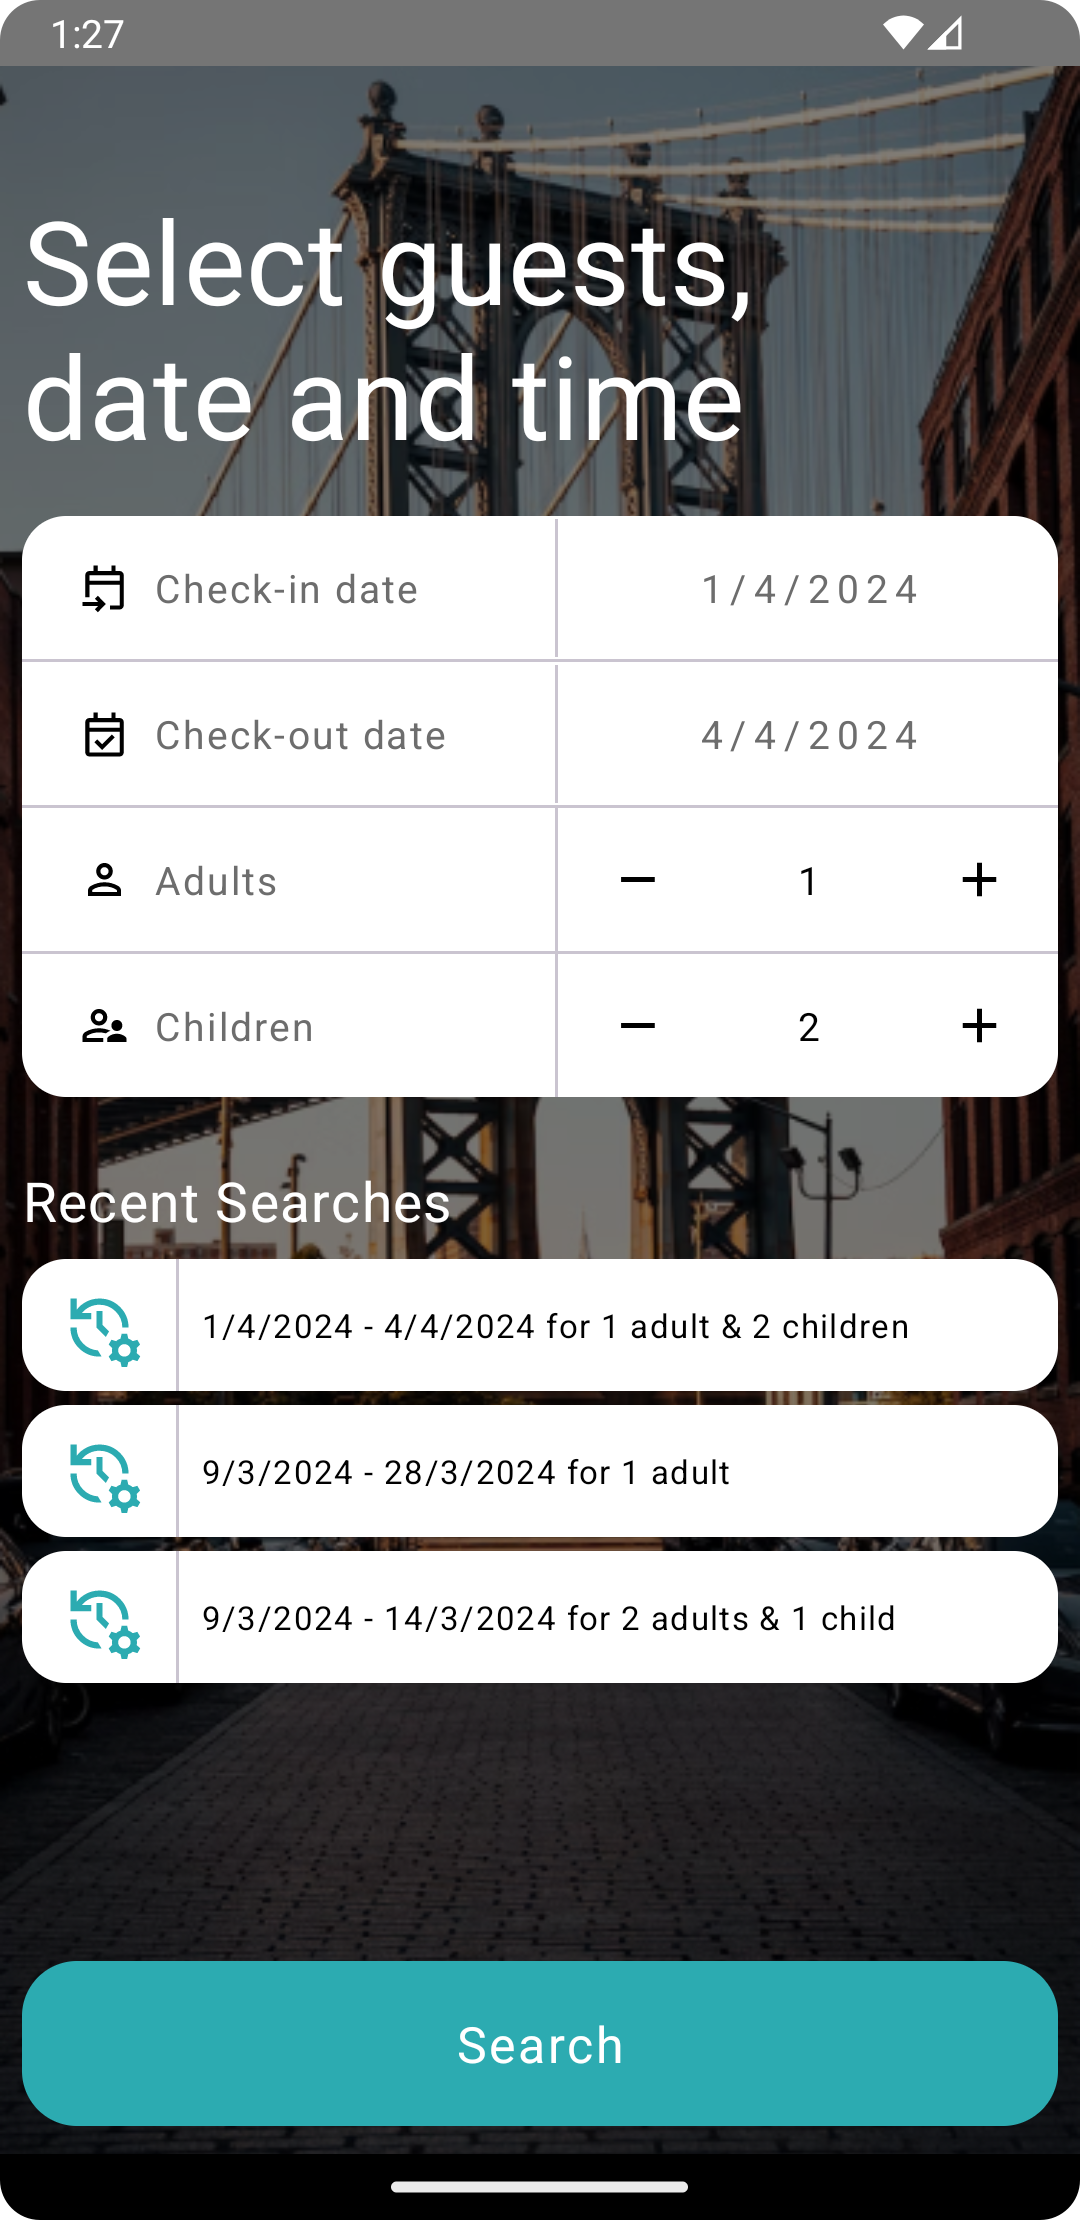 1:27
Select guests,
date and time
Check-in date 1/4/2024
Check-out date 4/4/2024
Adults 1
Children 2
Recent Searches
1/4/2024 - 4/4/2024 for 1 adult & 2 children
9/3/2024 - 28/3/2024 for 1 adult
9/3/2024 - 14/3/2024 for 2 adults & 1 child
Search